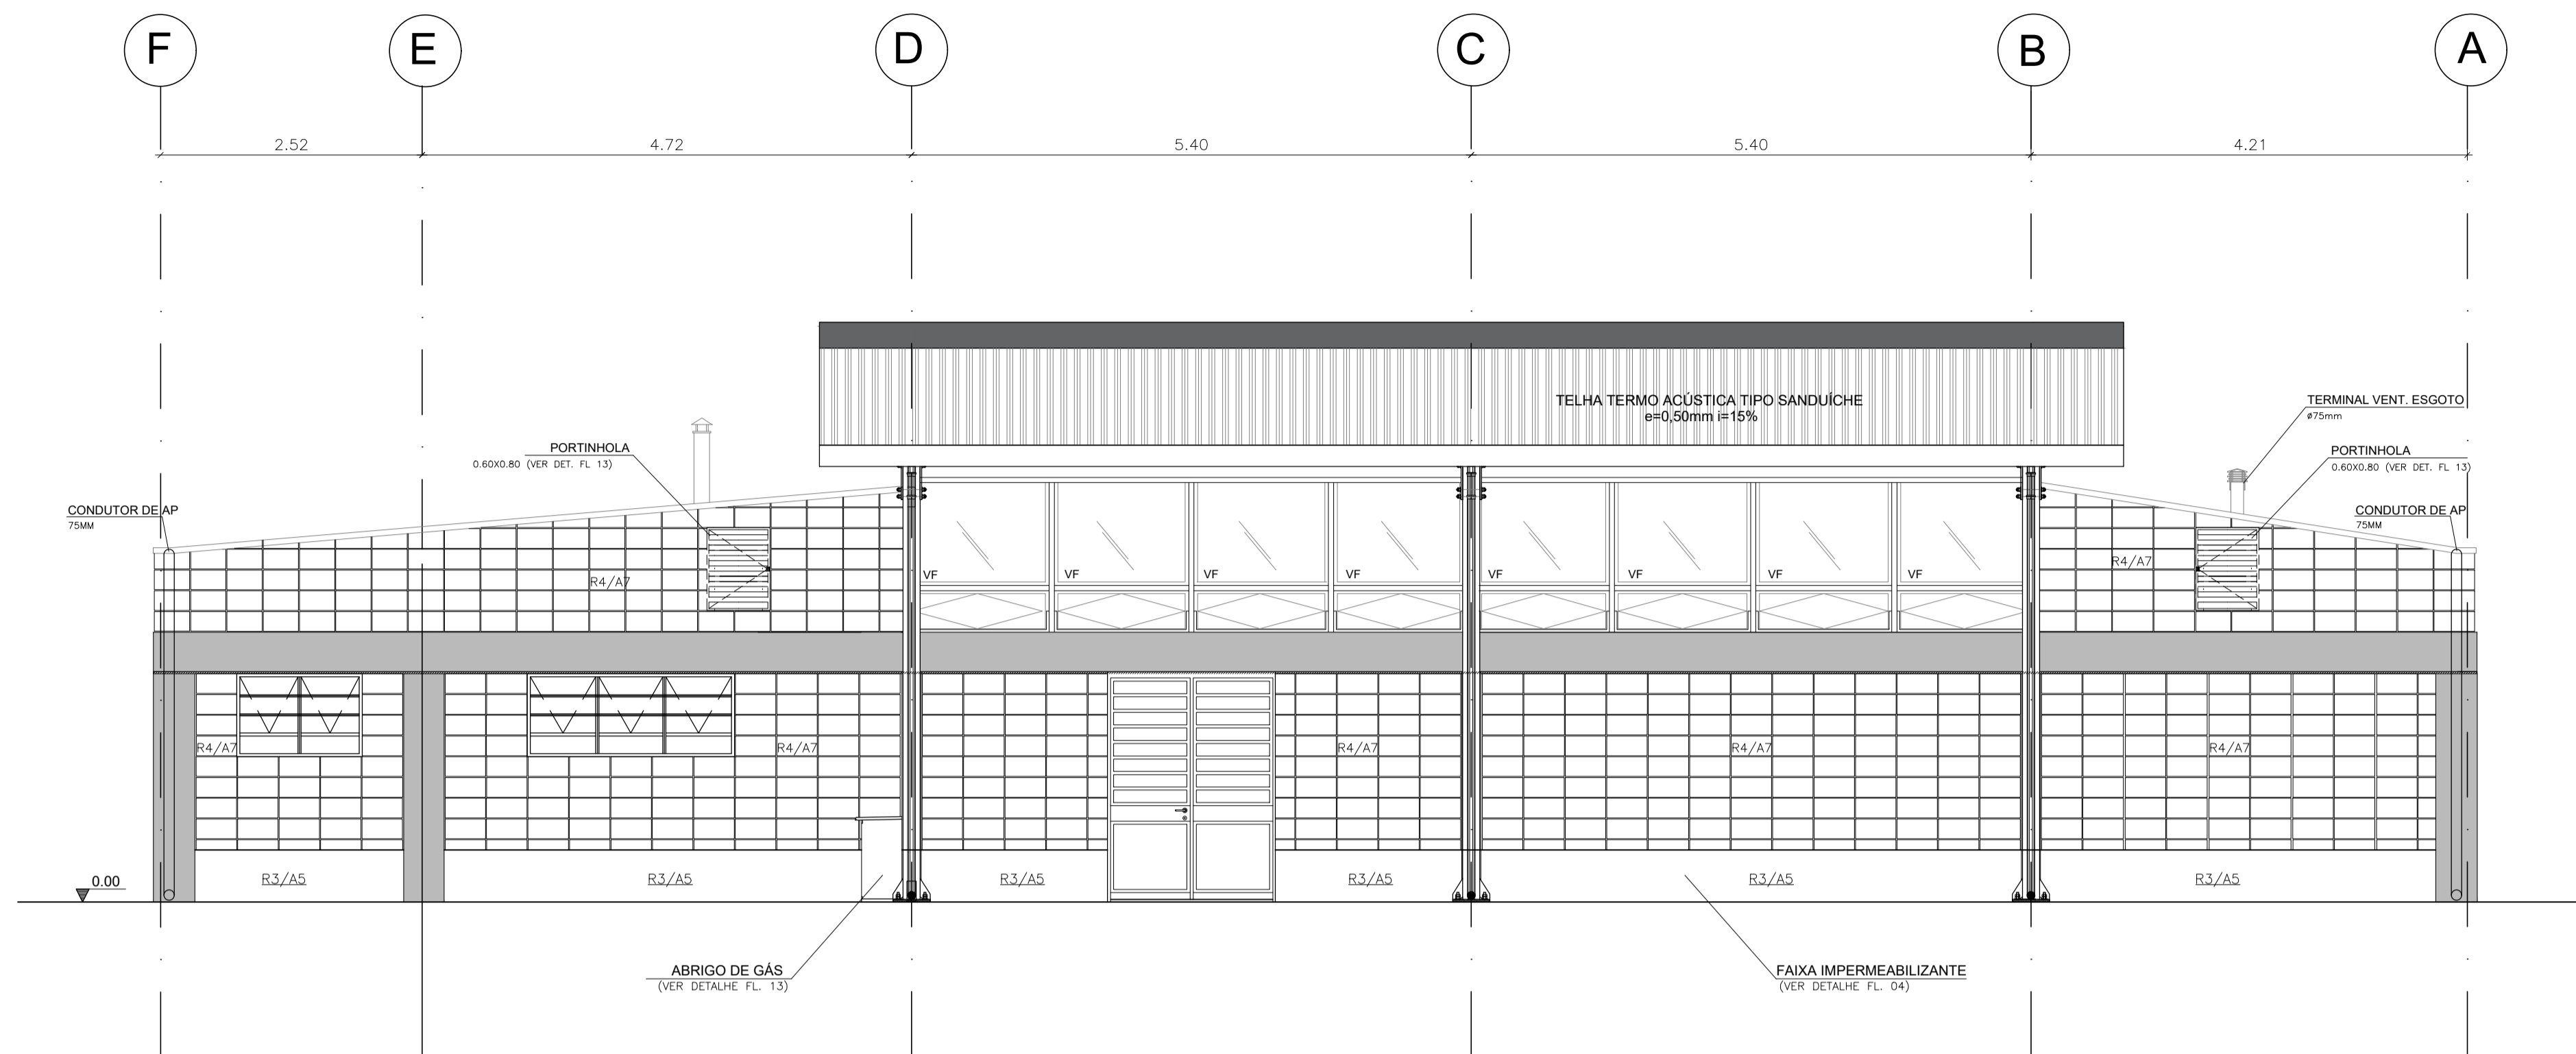 F
E
D
C
B
A
2.52
4.72
5.40
5.40
4.21
TELHA TERMO ACÚSTICA TIPO SANDUÍCHE
e=0,50mm i=15%
TERMINAL VENT. ESGOTO
ø75mm
PORTINHOLA
0.60X0.80 (VER DET. FL 13)
PORTINHOLA
0.60X0.80 (VER DET. FL 13)
CONDUTOR DE AP
75MM
CONDUTOR DE AP
75MM
R4/A7
VF
VF
VF
VF
VF
VF
VF
VF
R4/A7
R4/A7
R4/A7
R4/A7
R4/A7
R4/A7
0.00
R3/A5
R3/A5
R3/A5
R3/A5
R3/A5
R3/A5
ABRIGO DE GÁS
(VER DETALHE FL. 13)
FAIXA IMPERMEABILIZANTE
(VER DETALHE FL. 04)